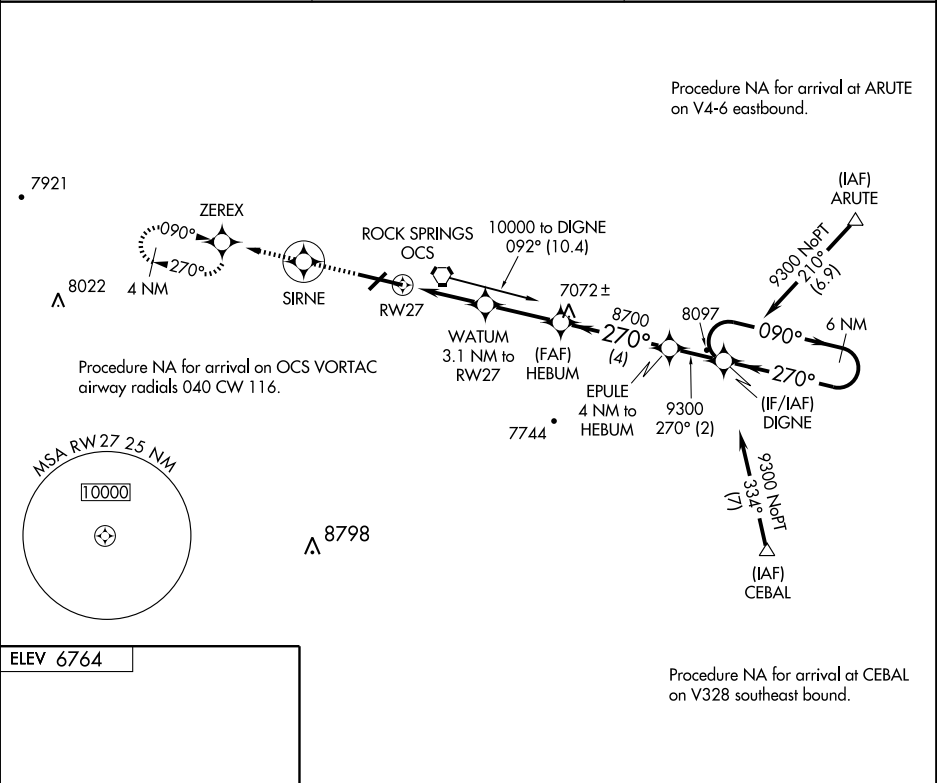 Procedure NA for arrival at ARUTE
on V4-6 eastbound.
7921
(IAF)
ARUTE
ZEREX
090°
270°
4 NM
ROCK SPRINGS
OCS
10000 to DIGNE
092° (10.4)
9300 NoPT
210°
(6.9)
8022
SIRNE
RW27
7072 ±
8700
270°
(4)
8097
090°
6 NM
270°
WATUM
3.1 NM to
RW27
(FAF)
HEBUM
Procedure NA for arrival on OCS VORTAC
airway radials 040 CW 116.
EPULE
4 NM to
HEBUM
9300
270° (2)
(IF/IAF)
DIGNE
7744
MSA RW 27 25 NM
10000
9300 NoPT
334°
(7)
8798
(IAF)
CEBAL
ELEV 6764
Procedure NA for arrival at CEBAL
on V328 southeast bound.